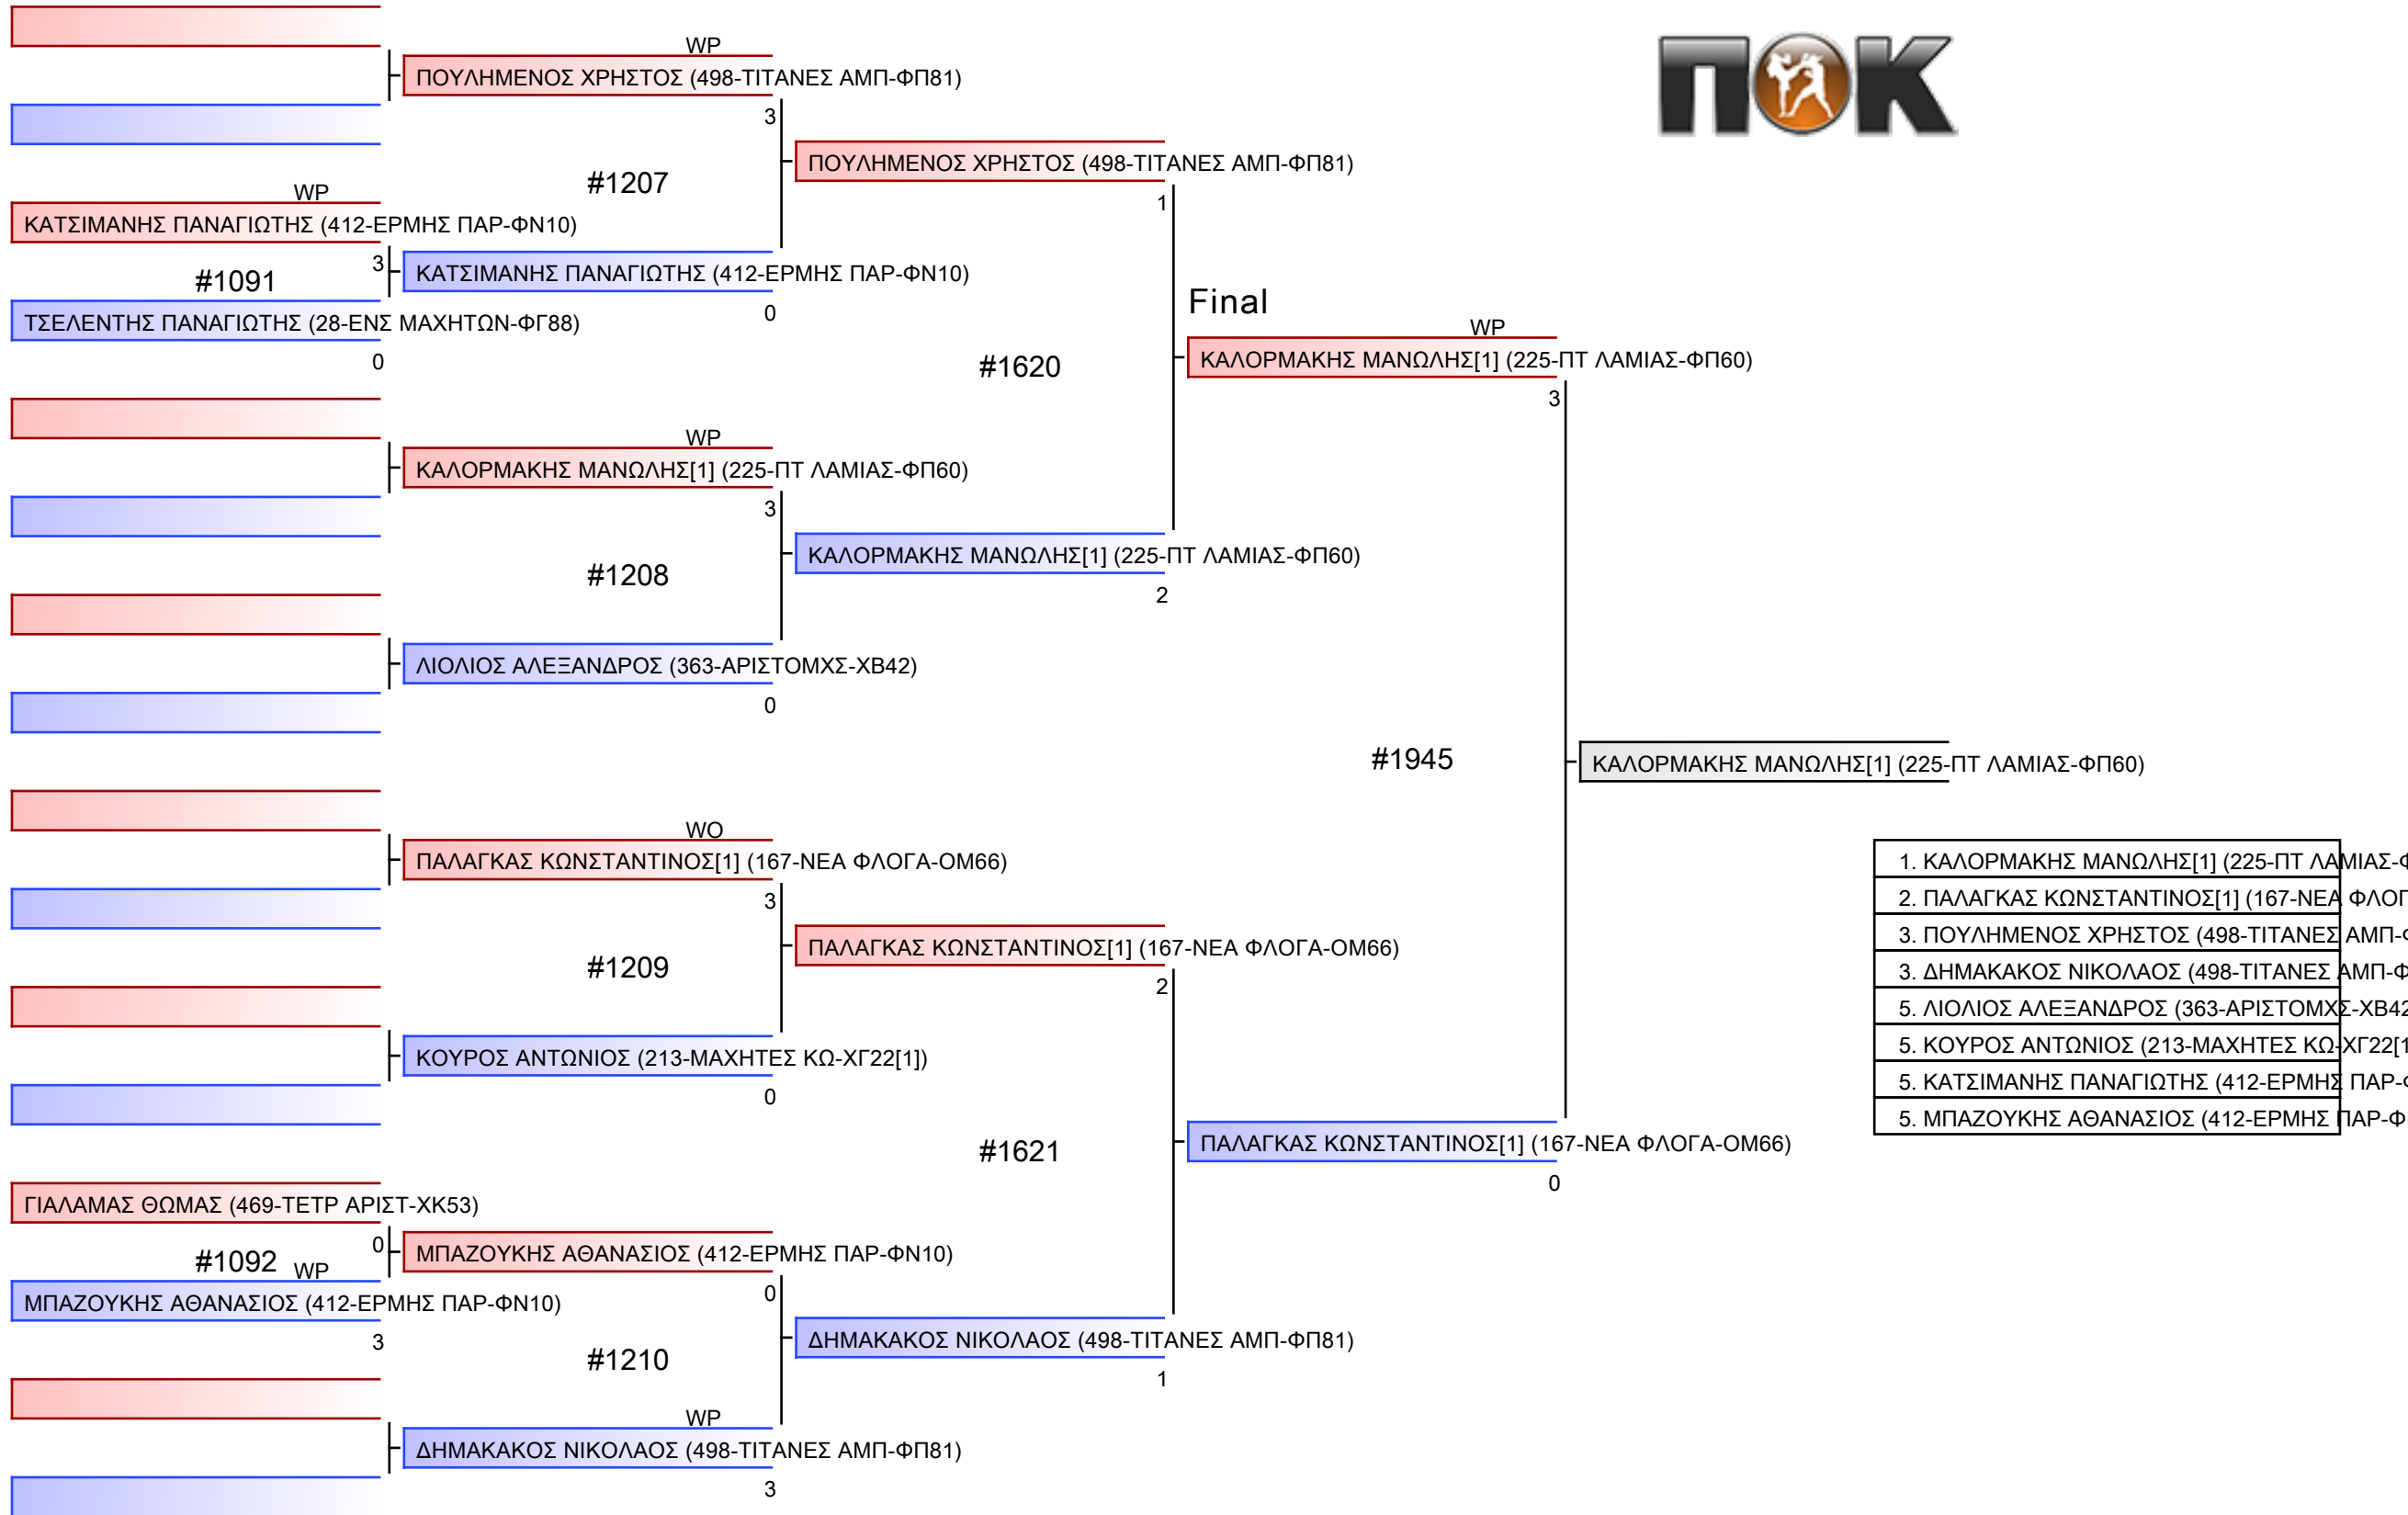 ΠΟΚ
WP
ΠΟΥΛΗΜΕΝΟΣ ΧΡΗΣΤΟΣ (498-ΤΙΤΑΝΕΣ ΑΜΠ-ΦΠ81)
3
ΠΟΥΛΗΜΕΝΟΣ ΧΡΗΣΤΟΣ (498-ΤΙΤΑΝΕΣ ΑΜΠ-ΦΠ81)
1
#1207
WP
ΚΑΤΣΙΜΑΝΗΣ ΠΑΝΑΓΙΩΤΗΣ (412-ΕΡΜΗΣ ΠΑΡ-ΦΝ10)
3
ΚΑΤΣΙΜΑΝΗΣ ΠΑΝΑΓΙΩΤΗΣ (412-ΕΡΜΗΣ ΠΑΡ-ΦΝ10)
0
#1091
ΤΣΕΛΕΝΤΗΣ ΠΑΝΑΓΙΩΤΗΣ (28-ΕΝΣ ΜΑΧΗΤΩΝ-ΦΓ88)
0
Final
WP
ΚΑΛΟΡΜΑΚΗΣ ΜΑΝΩΛΗΣ[1] (225-ΠΤ ΛΑΜΙΑΣ-ΦΠ60)
3
#1620
WP
ΚΑΛΟΡΜΑΚΗΣ ΜΑΝΩΛΗΣ[1] (225-ΠΤ ΛΑΜΙΑΣ-ΦΠ60)
3
ΚΑΛΟΡΜΑΚΗΣ ΜΑΝΩΛΗΣ[1] (225-ΠΤ ΛΑΜΙΑΣ-ΦΠ60)
2
#1208
ΛΙΟΛΙΟΣ ΑΛΕΞΑΝΔΡΟΣ (363-ΑΡΙΣΤΟΜΧΣ-ΧΒ42)
0
#1945
ΚΑΛΟΡΜΑΚΗΣ ΜΑΝΩΛΗΣ[1] (225-ΠΤ ΛΑΜΙΑΣ-ΦΠ60)
WO
ΠΑΛΑΓΚΑΣ ΚΩΝΣΤΑΝΤΙΝΟΣ[1] (167-ΝΕΑ ΦΛΟΓΑ-ΟΜ66)
3
ΠΑΛΑΓΚΑΣ ΚΩΝΣΤΑΝΤΙΝΟΣ[1] (167-ΝΕΑ ΦΛΟΓΑ-ΟΜ66)
2
#1209
ΚΟΥΡΟΣ ΑΝΤΩΝΙΟΣ (213-ΜΑΧΗΤΕΣ ΚΩ-ΧΓ22[1])
0
#1621
ΠΑΛΑΓΚΑΣ ΚΩΝΣΤΑΝΤΙΝΟΣ[1] (167-ΝΕΑ ΦΛΟΓΑ-ΟΜ66)
0
ΓΙΑΛΑΜΑΣ ΘΩΜΑΣ (469-ΤΕΤΡ ΑΡΙΣΤ-ΧΚ53)
0
ΜΠΑΖΟΥΚΗΣ ΑΘΑΝΑΣΙΟΣ (412-ΕΡΜΗΣ ΠΑΡ-ΦΝ10)
0
#1092
WP
ΜΠΑΖΟΥΚΗΣ ΑΘΑΝΑΣΙΟΣ (412-ΕΡΜΗΣ ΠΑΡ-ΦΝ10)
3
ΔΗΜΑΚΑΚΟΣ ΝΙΚΟΛΑΟΣ (498-ΤΙΤΑΝΕΣ ΑΜΠ-ΦΠ81)
1
#1210
WP
ΔΗΜΑΚΑΚΟΣ ΝΙΚΟΛΑΟΣ (498-ΤΙΤΑΝΕΣ ΑΜΠ-ΦΠ81)
3
1. ΚΑΛΟΡΜΑΚΗΣ ΜΑΝΩΛΗΣ[1] (225-ΠΤ ΛΑΜΙΑΣ-Φ
2. ΠΑΛΑΓΚΑΣ ΚΩΝΣΤΑΝΤΙΝΟΣ[1] (167-ΝΕΑ ΦΛΟΓ
3. ΠΟΥΛΗΜΕΝΟΣ ΧΡΗΣΤΟΣ (498-ΤΙΤΑΝΕΣ ΑΜΠ-Φ
3. ΔΗΜΑΚΑΚΟΣ ΝΙΚΟΛΑΟΣ (498-ΤΙΤΑΝΕΣ ΑΜΠ-Φ
5. ΛΙΟΛΙΟΣ ΑΛΕΞΑΝΔΡΟΣ (363-ΑΡΙΣΤΟΜΧΣ-ΧΒ42
5. ΚΟΥΡΟΣ ΑΝΤΩΝΙΟΣ (213-ΜΑΧΗΤΕΣ ΚΩ-ΧΓ22[1
5. ΚΑΤΣΙΜΑΝΗΣ ΠΑΝΑΓΙΩΤΗΣ (412-ΕΡΜΗΣ ΠΑΡ-Φ
5. ΜΠΑΖΟΥΚΗΣ ΑΘΑΝΑΣΙΟΣ (412-ΕΡΜΗΣ ΠΑΡ-Φ